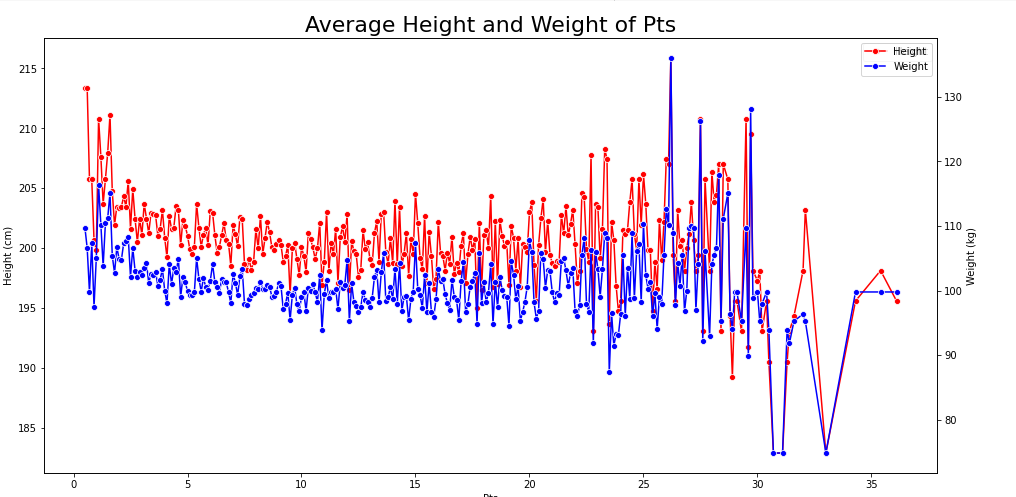 Average Height and Weight of Pts
Height
Weight
215
210
205
200
195
190
185
Height (cm)
130
120
110
100
90
80
Weight (kg)
0 5 10 15 20 25 30 35
Pts